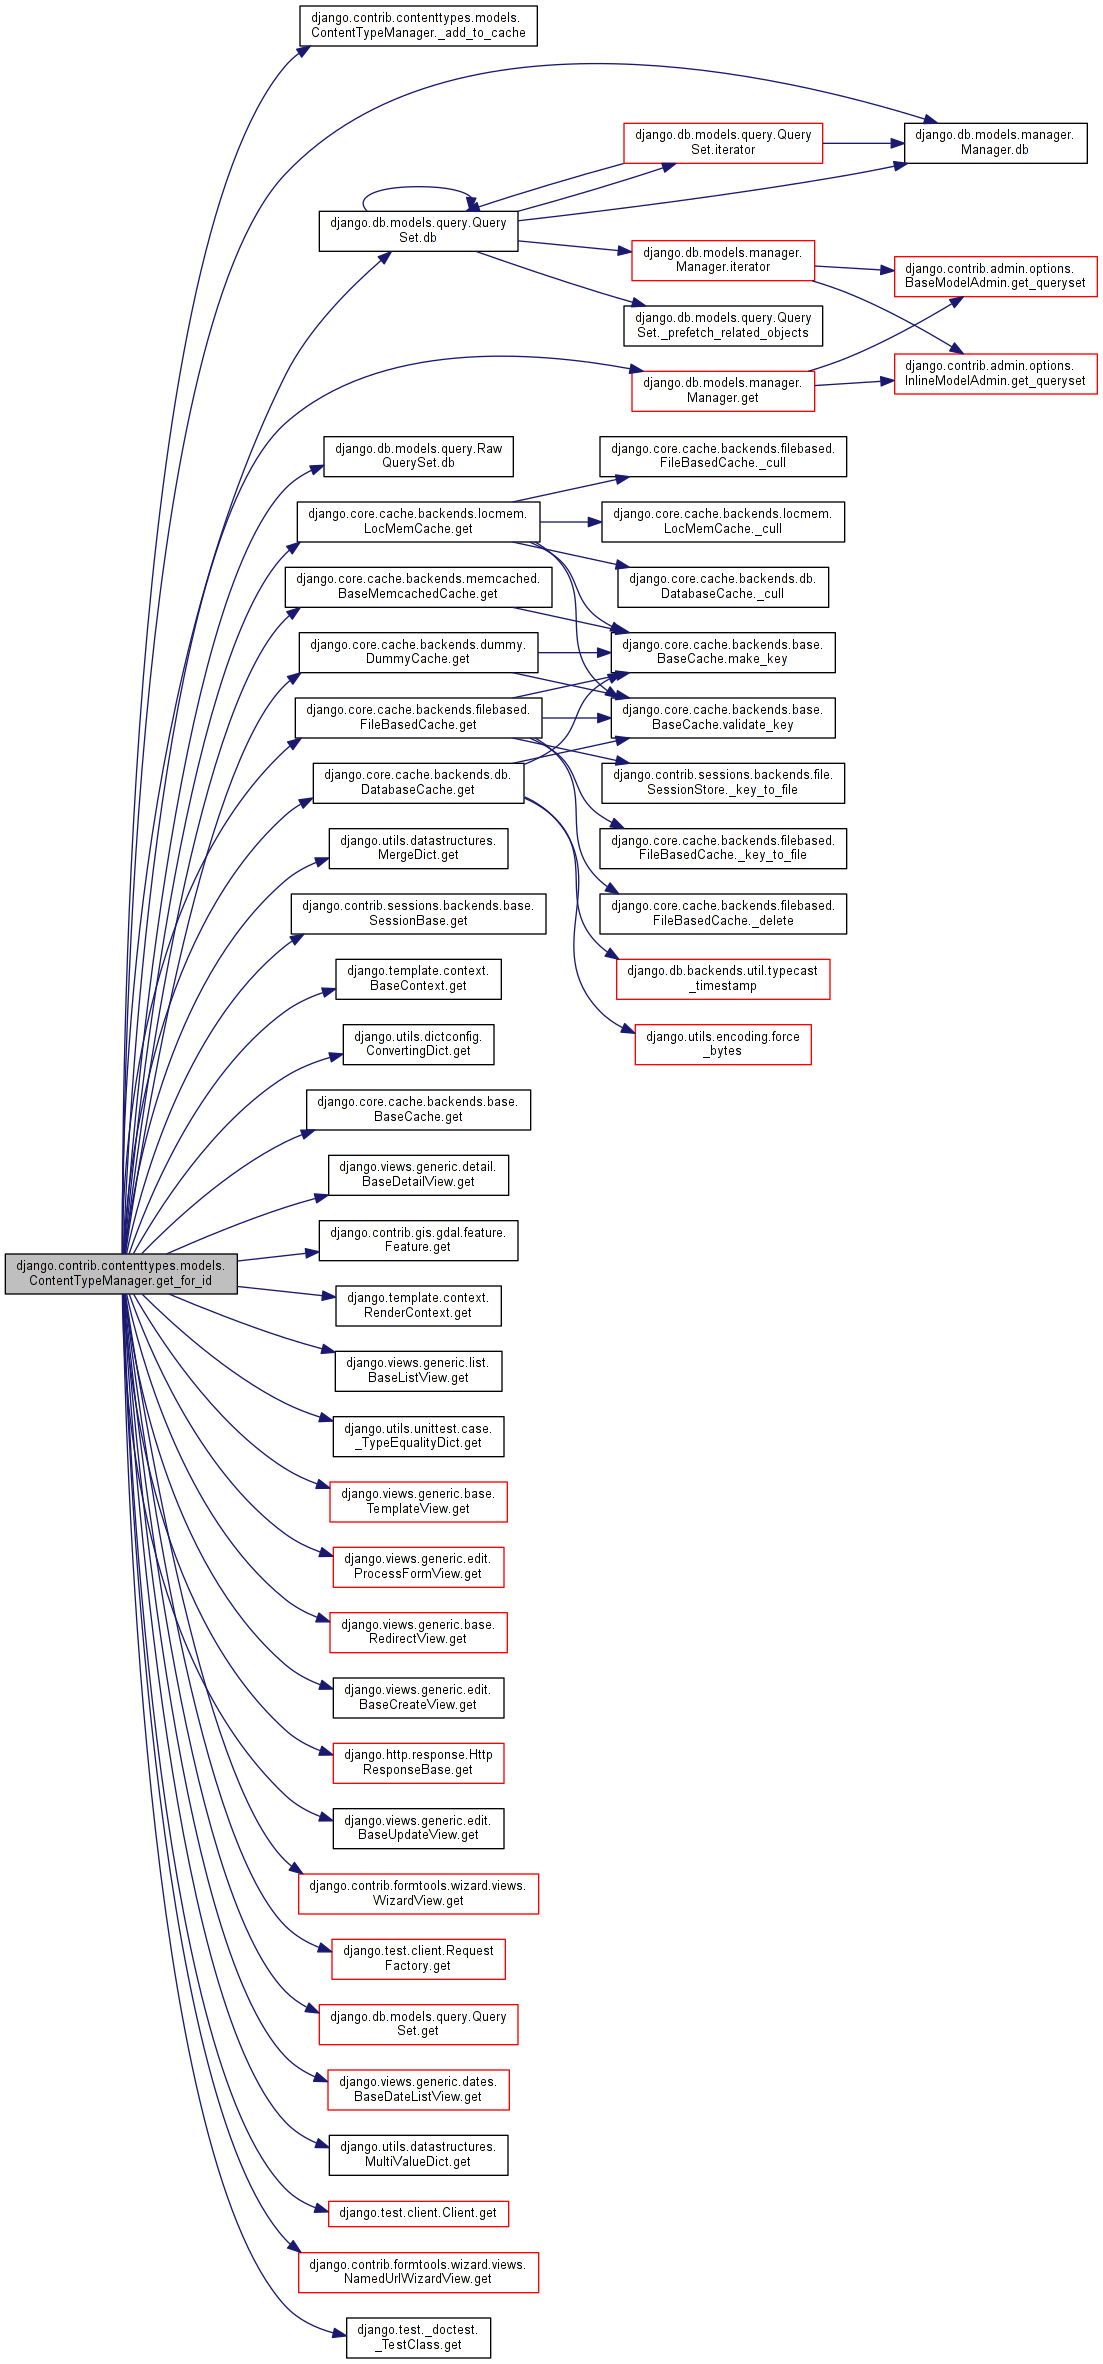 django.contrib.contenttypes.models.
ContentTypeManager._add_to_cache
django.db.models.query.Query
Set.iterator
django.db.models.manager.
Manager.db
django.db.models.query.Query
Set.db
django.db.models.manager.
Manager.iterator
django.contrib.admin.options.
BaseModelAdmin.get_queryset
django.db.models.query.Query
Set._prefetch_related_objects
django.contrib.admin.options.
InlineModelAdmin.get_queryset
django.db.models.manager.
Manager.get
django.db.models.query.Raw
QuerySet.db
django.core.cache.backends.filebased.
FileBasedCache._cull
django.core.cache.backends.locmem.
LocMemCache.get
django.core.cache.backends.locmem.
LocMemCache._cull
django.core.cache.backends.memcached.
BaseMemcachedCache.get
django.core.cache.backends.db.
DatabaseCache._cull
django.core.cache.backends.dummy.
DummyCache.get
django.core.cache.backends.base.
BaseCache.make_key
django.core.cache.backends.filebased.
FileBasedCache.get
django.core.cache.backends.base.
BaseCache.validate_key
django.core.cache.backends.db.
DatabaseCache.get
django.contrib.sessions.backends.file.
SessionStore._key_to_file
django.utils.datastructures.
MergeDict.get
django.core.cache.backends.filebased.
FileBasedCache._key_to_file
django.contrib.sessions.backends.base.
SessionBase.get
django.core.cache.backends.filebased.
FileBasedCache._delete
django.template.context.
BaseContext.get
django.db.backends.util.typecast
_timestamp
django.utils.dictconfig.
ConvertingDict.get
django.utils.encoding.force
_bytes
django.core.cache.backends.base.
BaseCache.get
django.views.generic.detail.
BaseDetailView.get
django.contrib.gis.gdal.feature.
Feature.get
django.contrib.contenttypes.models.
ContentTypeManager.get_for_id
django.template.context.
RenderContext.get
django.views.generic.list.
BaseListView.get
django.utils.unittest.case.
_TypeEqualityDict.get
django.views.generic.base.
TemplateView.get
django.views.generic.edit.
ProcessFormView.get
django.views.generic.base.
RedirectView.get
django.views.generic.edit.
BaseCreateView.get
django.http.response.Http
ResponseBase.get
django.views.generic.edit.
BaseUpdateView.get
django.contrib.formtools.wizard.views.
WizardView.get
django.test.client.Request
Factory.get
django.db.models.query.Query
Set.get
django.views.generic.dates.
BaseDateListView.get
django.utils.datastructures.
MultiValueDict.get
django.test.client.Client.get
django.contrib.formtools.wizard.views.
NamedUrlWizardView.get
django.test._doctest.
_TestClass.get